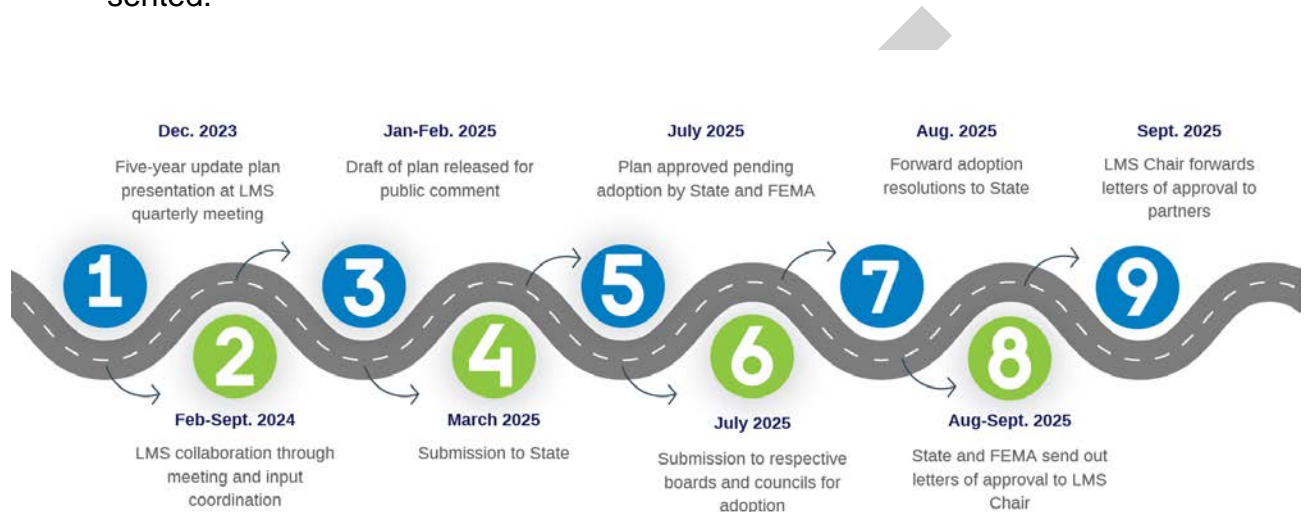 sented.
Dec. 2023
Five-year update plan
presentation at LMS
quarterly meeting
Jan-Feb. 2025
Draft of plan released for
public comment
July 2025
Plan approved pending
adoption by State and FEMA
Aug. 2025
Forward adoption
resolutions to State
Sept. 2025
LMS Chair forwards
letters of approval to
partners
1
2
3
4
5
6
7
8
9
Feb-Sept. 2024
LMS collaboration through
meeting and input
coordination
March 2025
Submission to State
July 2025
Submission to respective
boards and councils for
adoption
Aug-Sept. 2025
State and FEMA send out
letters of approval to LMS
Chair